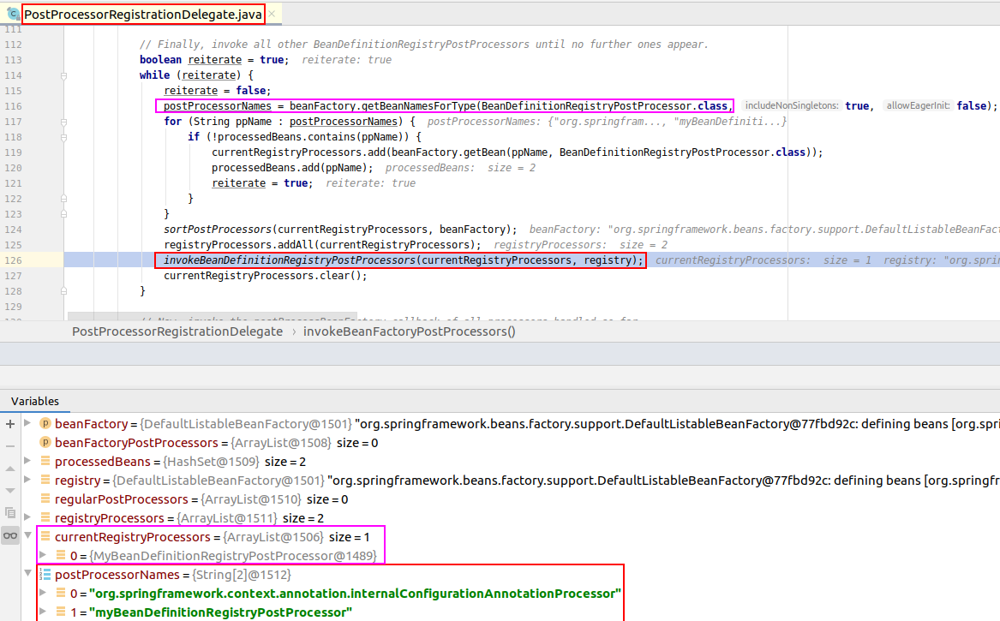 PostProcessorRegistrationDelegate.java
111
112 // Finally, invoke all other BeanDefinitionRegistryPostProcessors until no further ones appear.
113 boolean reiterate = true; reiterate: true
114 while (reiterate) {
115 reiterate = false;
116 postProcessorNames = beanFactory.getBeanNamesForType(BeanDefinitionRegistryPostProcessor.class, includeNonSingletons: true, allowEagerInit: false);
117 for (String ppName : postProcessorNames) { postProcessorNames: {"org.springfram..., "myBeanDefiniti...}
118 if (!processedBeans.contains(ppName)) {
119 currentRegistryProcessors.add(beanFactory.getBean(ppName, BeanDefinitionRegistryPostProcessor.class));
120 processedBeans.add(ppName); processedBeans: size = 2
121 reiterate = true; reiterate: true
122 }
123 }
124 sortPostProcessors(currentRegistryProcessors, beanFactory); beanFactory: "org.springframework.beans.factory.support.DefaultListableBeanFact
125 registryProcessors.addAll(currentRegistryProcessors); registryProcessors: size = 2
126 invokeBeanDefinitionRegistryPostProcessors(currentRegistryProcessors, registry); currentRegistryProcessors: size = 1 registry: "org.spring
127 currentRegistryProcessors.clear();
128 }
129
PostProcessorRegistrationDelegate › invokeBeanFactoryPostProcessors()
Variables
beanFactory = {DefaultListableBeanFactory@1501} "org.springframework.beans.factory.support.DefaultListableBeanFactory@77fbd92c: defining beans [org.spri
beanFactoryPostProcessors = {ArrayList@1508} size = 0
processedBeans = {HashSet@1509} size = 2
registry = {DefaultListableBeanFactory@1501} "org.springframework.beans.factory.support.DefaultListableBeanFactory@77fbd92c: defining beans [org.springf
regularPostProcessors = {ArrayList@1510} size = 0
registryProcessors = {ArrayList@1511} size = 2
currentRegistryProcessors = {ArrayList@1506} size = 1
0 = {MyBeanDefinitionRegistryPostProcessor@1489}
postProcessorNames = {String[2]@1512}
0 = "org.springframework.context.annotation.internalConfigurationAnnotationProcessor"
1 = "myBeanDefinitionRegistryPostProcessor"